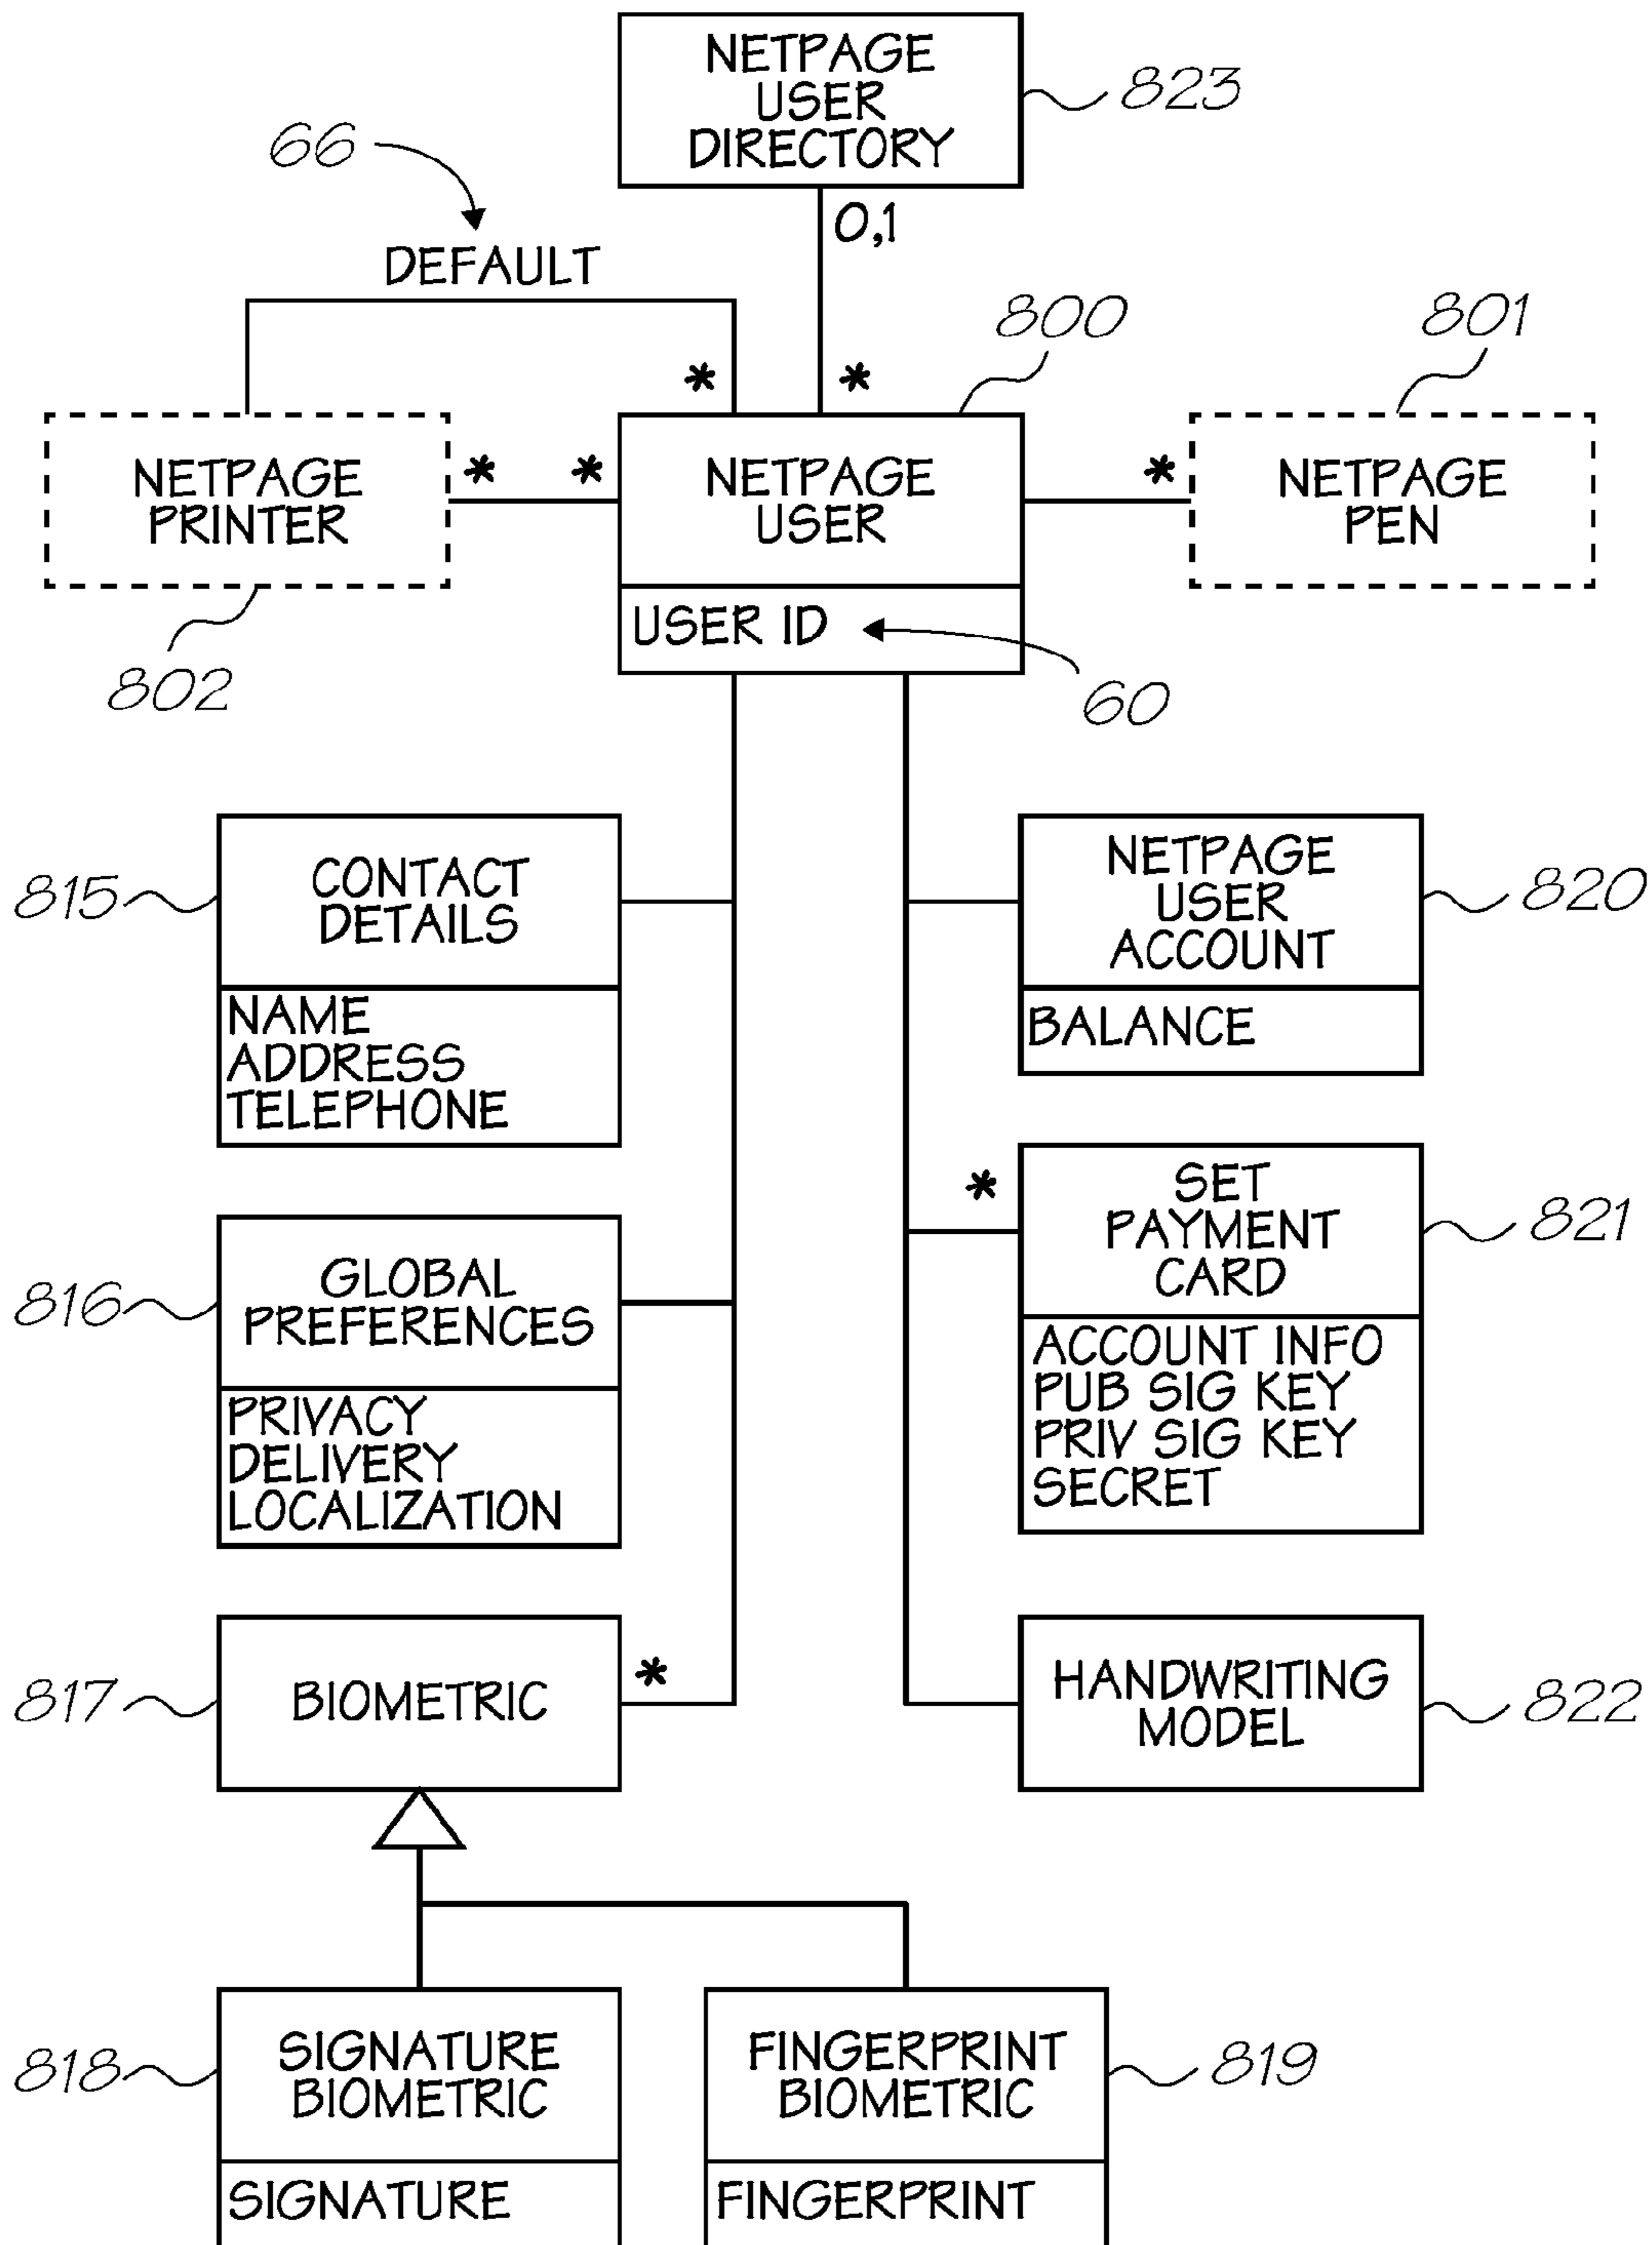 NETPAGE
USER
DIRECTORY
823
66
0,1
DEFAULT
800
801
*
*
NETPAGE
PRINTER
*
*
NETPAGE
USER
*
NETPAGE
PEN
USER ID
802
60
815
CONTACT
DETAILS
NAME
ADDRESS
TELEPHONE
NETPAGE
USER
ACCOUNT
820
BALANCE
816
GLOBAL
PREFERENCES
PRIVACY
DELIVERY
LOCALIZATION
*
SET
PAYMENT
CARD
821
ACCOUNT INFO
PUB SIG KEY
PRIV SIG KEY
SECRET
817
BIOMETRIC
*
HANDWRITING
MODEL
822
818
SIGNATURE
BIOMETRIC
SIGNATURE
FINGERPRINT
BIOMETRIC
819
FINGERPRINT